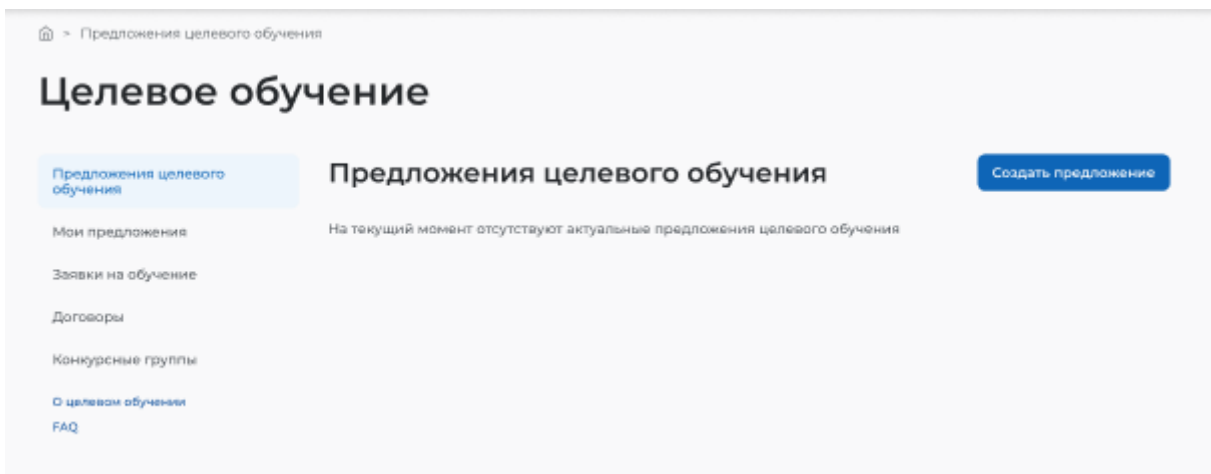 > Предложения целевого обучения
Целевое обучение
Предложения целевого
обучения
Мои предложения
Заявки на обучение
Договоры
Конкурсные группы
О целевом обучении
FAQ
Предложения целевого обучения
Создать предложение
На текущий момент отсутствуют актуальные предложения целевого обучения